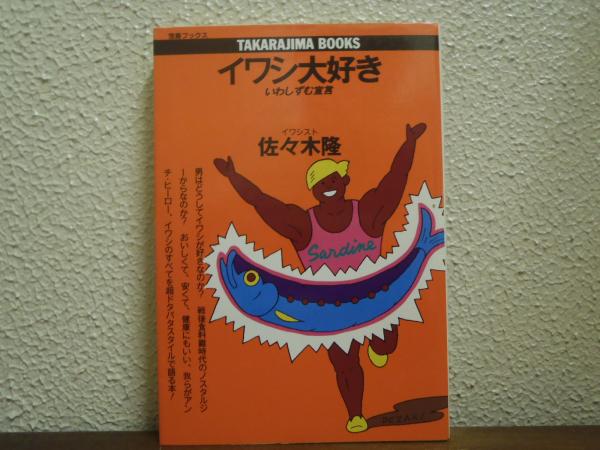 宝島ブックス
TAKARAJIMA BOOKS
イワシ大好き
いわしずむ宣言
イワシスト
佐々木隆
男はどうしてイワシが好きなのか? 戦後食料難時代のノスタルジ
ーからなのか? おいしくて、安くて、健康にもいい、我らがアン
チ・ヒーロー、イワシのすべてを超ドタバタスタイルで語る本!
Sardine